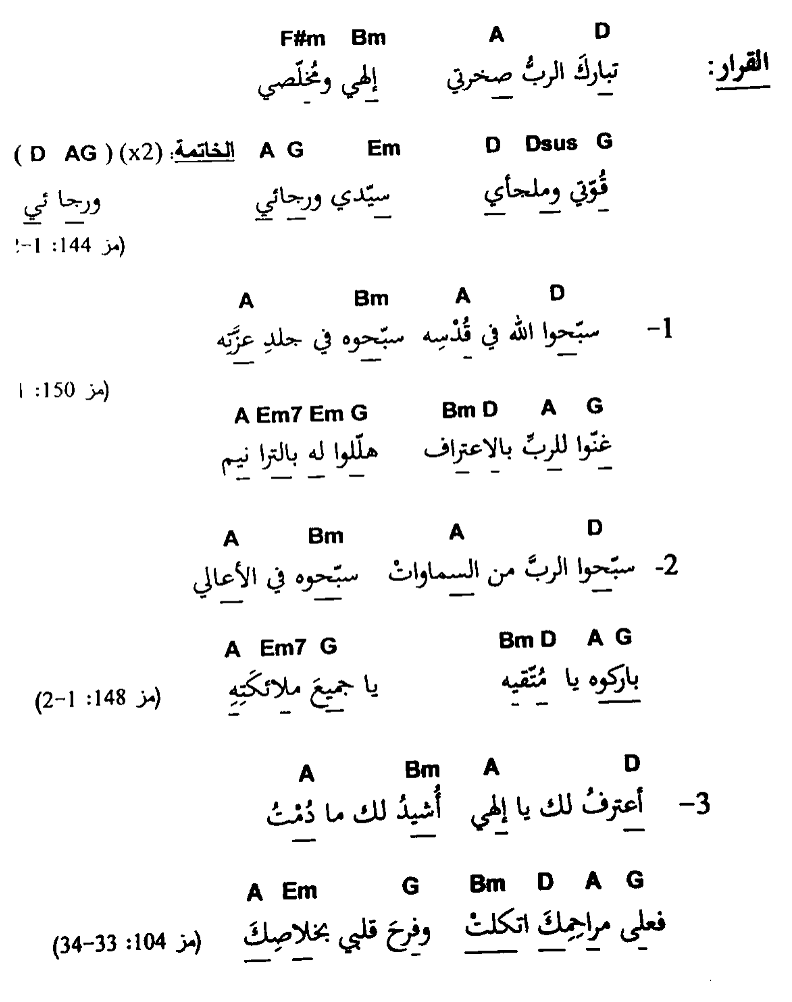 F#m Bm A D
القرار: تبارك الربُّ صخرتي إلهي ومُخلّصي
( D AG ) (x2) الخاتمة: A G Em D Dsus G
قُوّتي وملجأي سيّدي ورجائي ورجا ئي
(مز 144: 1-
A Bm A D
1- سبّحوا الله في قُدْسِه سبّحوه في جلدِ عزَّتِه
(مز 150: 1
A Em7 Em G Bm D A G
غنّوا للربِّ بالاعتراف هلّلوا له بالترا نيم
A Bm A D
2- سبّحوا الربَّ من السماواتْ سبّحوه في الأعالي
A Em7 G Bm D A G
باركوه يا مُتّقيه يا جميعَ ملائكَتِهِ (مز 148: 1-2)
A Bm A D
3- أعترفُ لك يا إلهي أُشيدُ لك ما دُمْتُ
A Em G Bm D A G
فعلى مراحِمِكَ اتكلتْ وفرِحَ قلبي بخلاصِكَ (مز 104: 33-34)